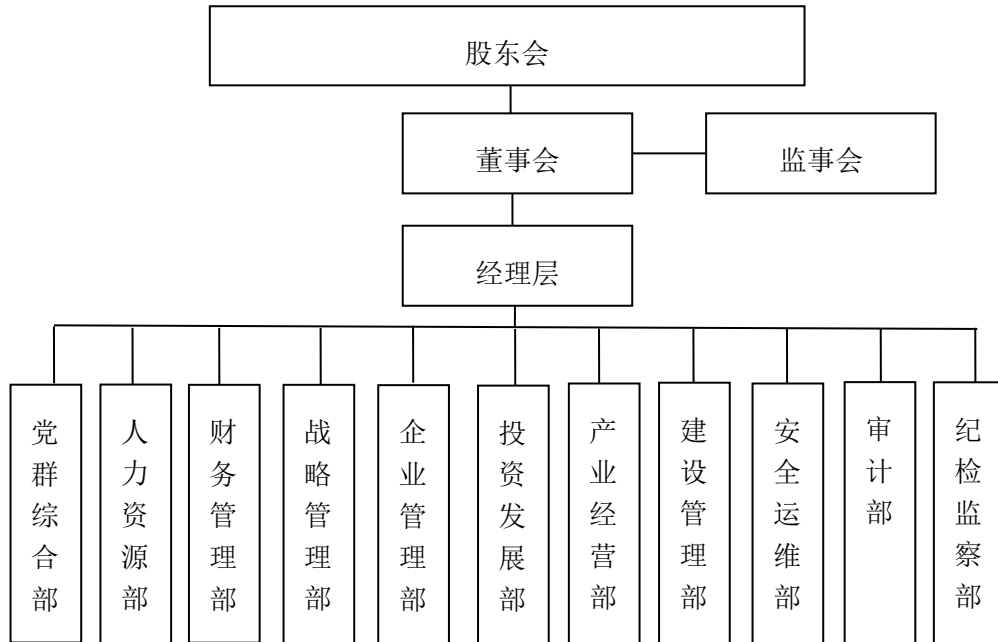 股东会
董事会
监事会
经理层
党群综合部
人力资源部
财务管理部
战略管理部
企业管理部
投资发展部
产业经营部
建设管理部
安全运维部
审计部
纪检监察部